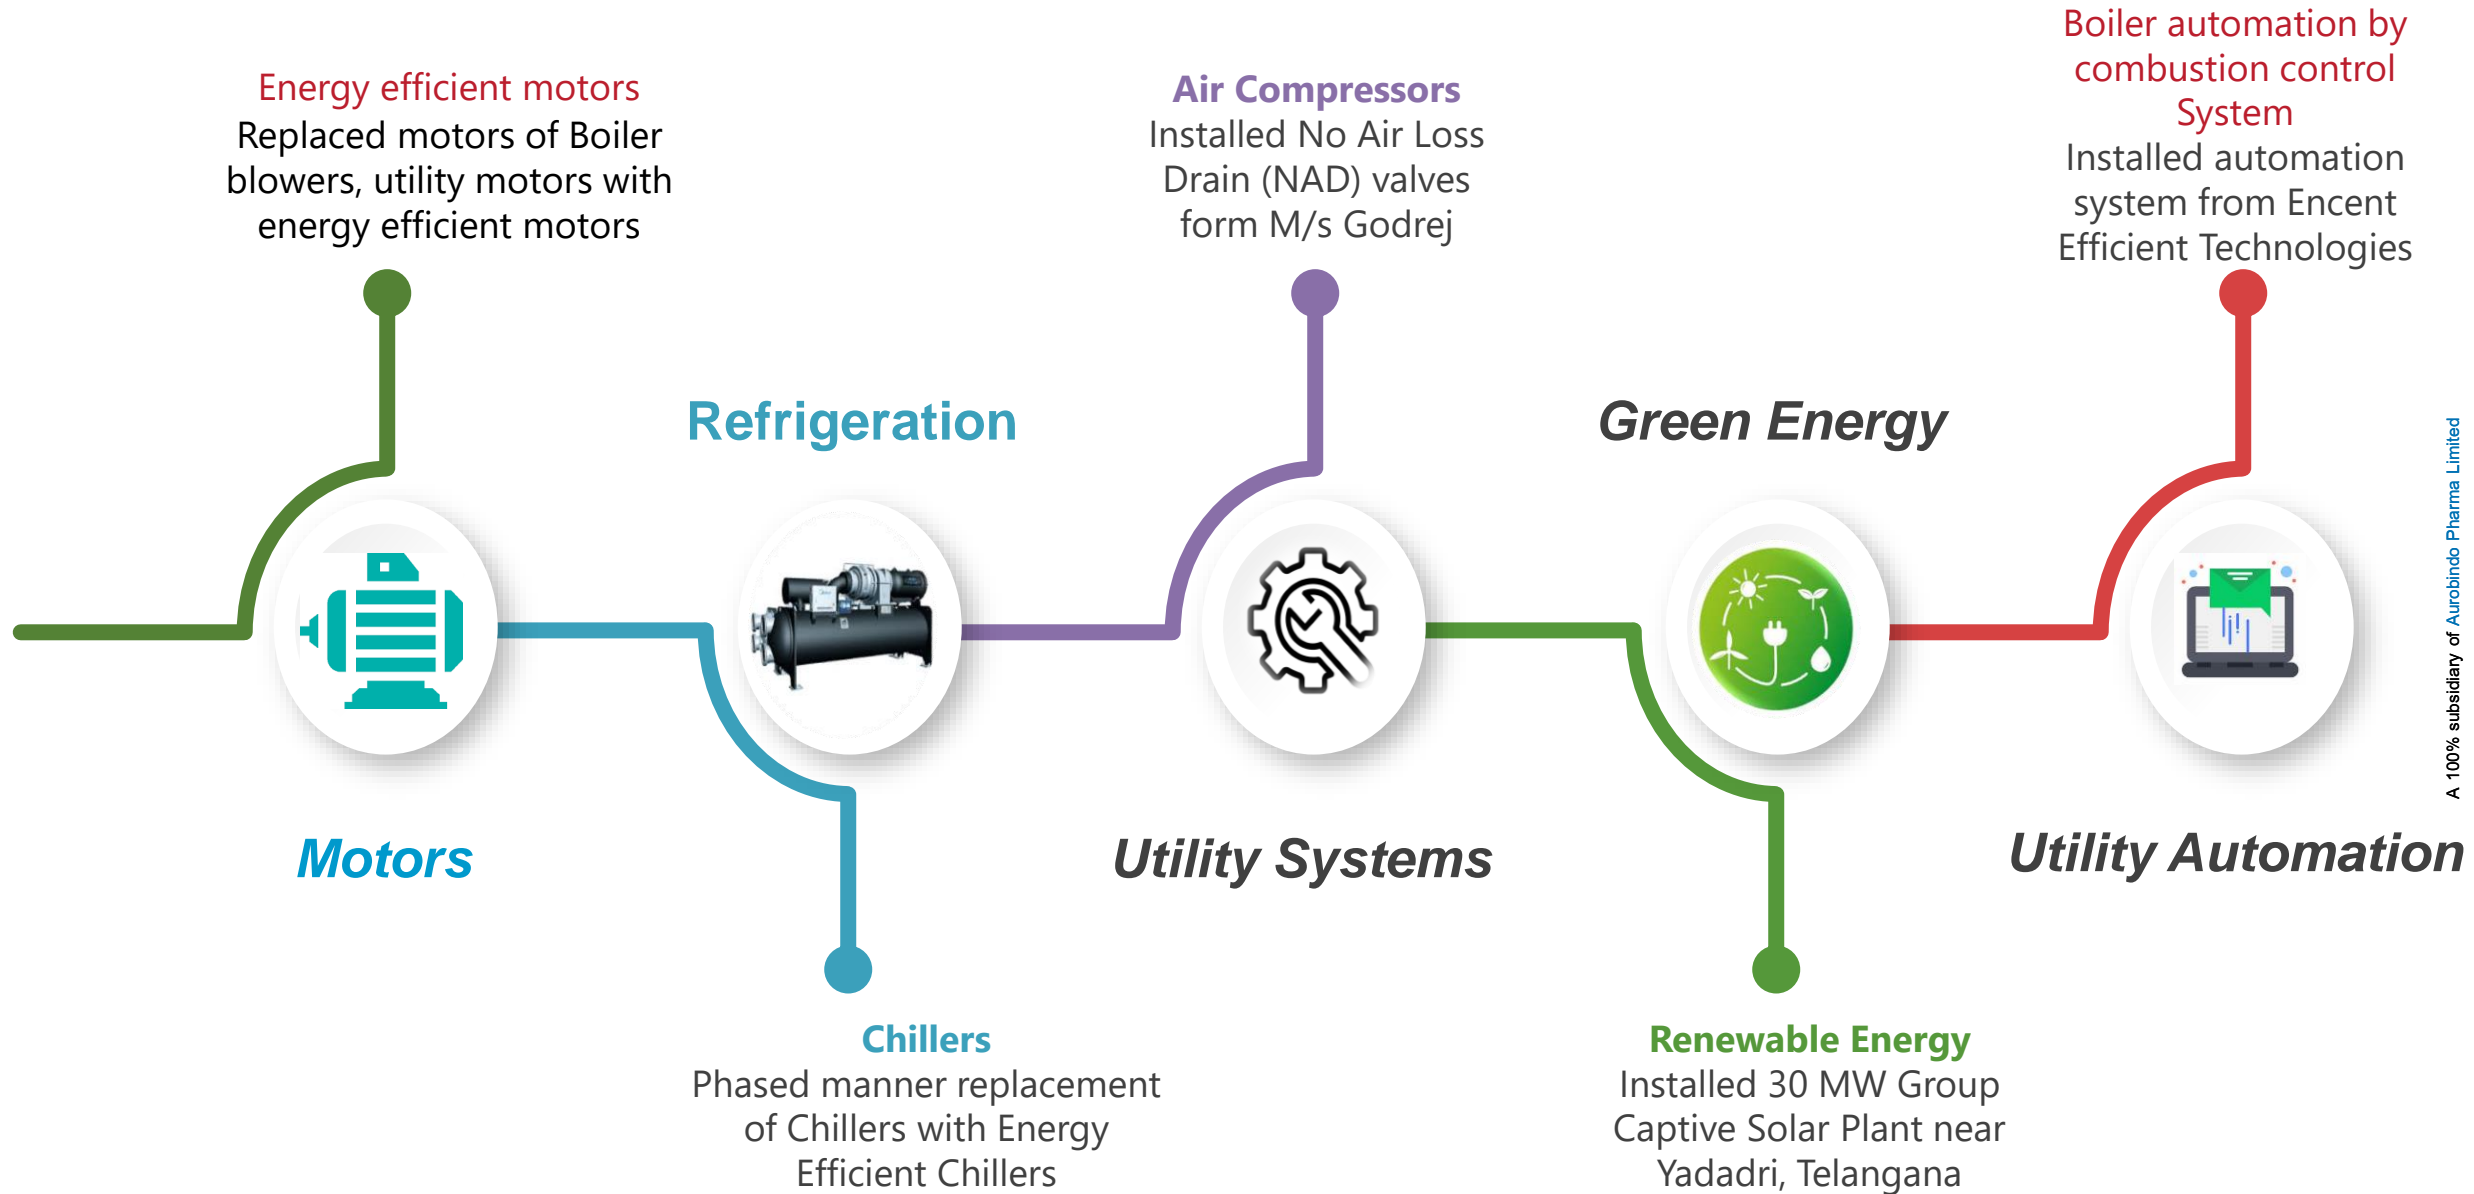 Energy efficient motors
Replaced motors of Boiler
blowers, utility motors with
energy efficient motors
Motors
Refrigeration
Chillers
Phased manner replacement
of Chillers with Energy
Efficient Chillers
Air Compressors
Installed No Air Loss
Drain (NAD) valves
form M/s Godrej
Utility Systems
Green Energy
Renewable Energy
Installed 30 MW Group
Captive Solar Plant near
Yadadri, Telangana
Boiler automation by
combustion control
System
Installed automation
system from Encent
Efficient Technologies
Utility Automation
A 100% subsidiary of Aurobindo Pharma Limited